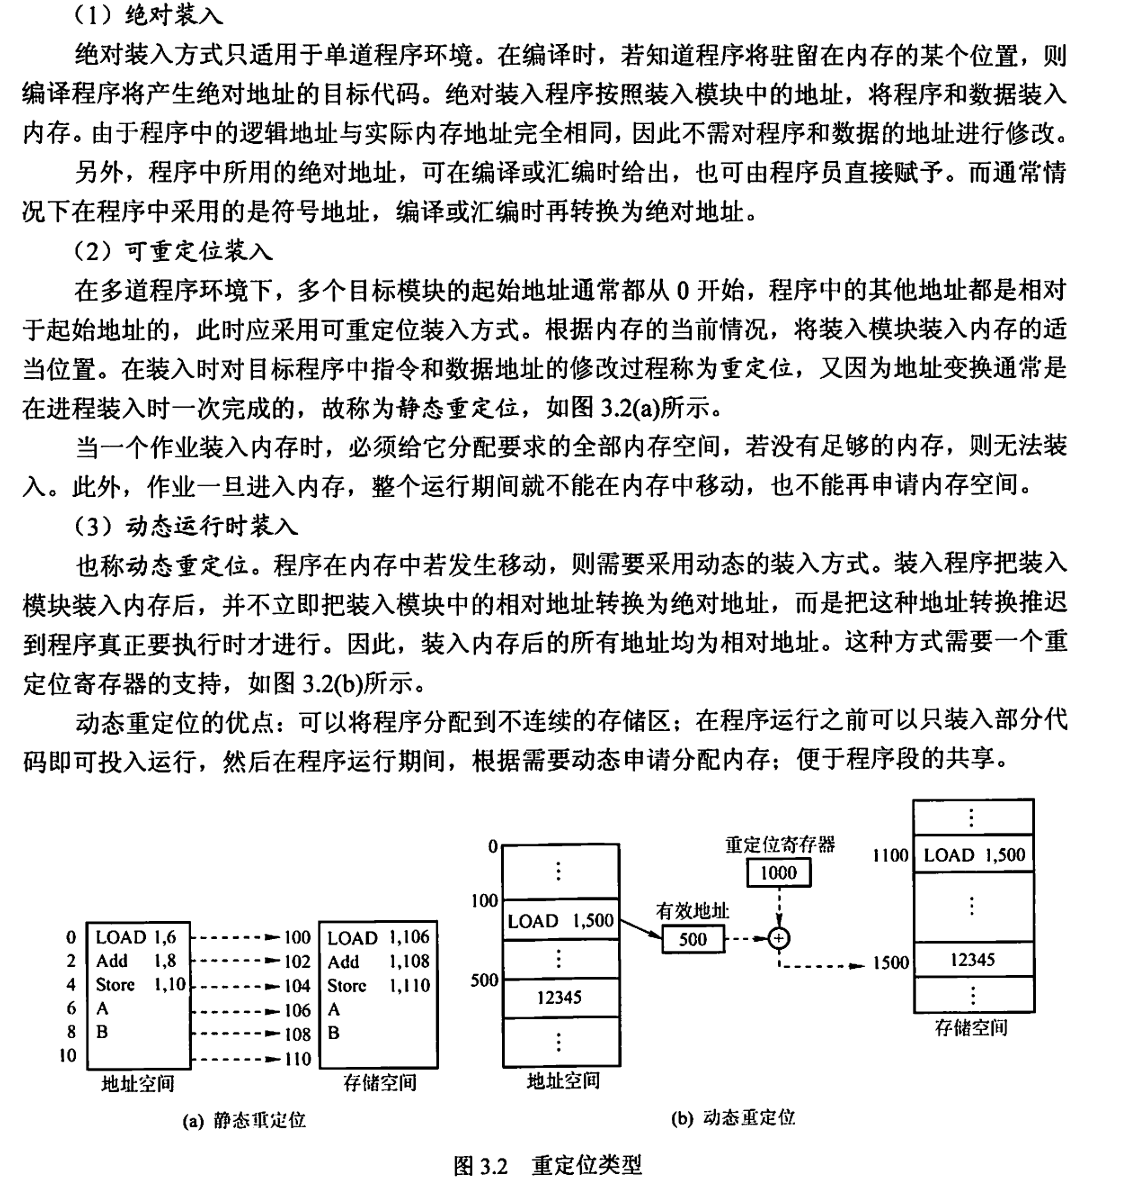 （1）绝对装入
绝对装入方式只适用于单道程序环境。在编译时，若知道程序将驻留在内存的某个位置，则
编译程序将产生绝对地址的目标代码。绝对装入程序按照装入模块中的地址，将程序和数据装入
内存。由于程序中的逻辑地址与实际内存地址完全相同，因此不需对程序和数据的地址进行修改。
另外，程序中所用的绝对地址，可在编译或汇编时给出，也可由程序员直接赋予。而通常情
况下在程序中采用的是符号地址，编译或汇编时再转换为绝对地址。
（2）可重定位装入
在多道程序环境下，多个目标模块的起始地址通常都从 0 开始，程序中的其他地址都是相对
于起始地址的，此时应采用可重定位装入方式。根据内存的当前情况，将装入模块装入内存的适
当位置。在装入时对目标程序中指令和数据地址的修改过程称为重定位，又因为地址变换通常是
在进程装入时一次完成的，故称为静态重定位，如图 3.2(a)所示。
当一个作业装入内存时，必须给它分配要求的全部内存空间，若没有足够的内存，则无法装
入。此外，作业一旦进入内存，整个运行期间就不能在内存中移动，也不能再申请内存空间。
（3）动态运行时装入
也称动态重定位。程序在内存中若发生移动，则需要采用动态的装入方式。装入程序把装入
模块装入内存后，并不立即把装入模块中的相对地址转换为绝对地址，而是把这种地址转换推迟
到程序真正要执行时才进行。因此，装入内存后的所有地址均为相对地址。这种方式需要一个重
定位寄存器的支持，如图 3.2(b)所示。
动态重定位的优点：可以将程序分配到不连续的存储区；在程序运行之前可以只装入部分代
码即可投入运行，然后在程序运行期间，根据需要动态申请分配内存；便于程序段的共享。
0 LOAD 1,6 100 LOAD 1,106
2 Add 1,8 102 Add 1,108
4 Store 1,10 104 Store 1,110
6 A 106 A
8 B 108 B
10 110
地址空间 存储空间
(a) 静态重定位
0
⋮
100
LOAD 1,500
⋮
500
12345
⋮
地址空间
有效地址
500
重定位寄存器
1000
+
⋮
1100 LOAD 1,500
⋮
1500 12345
⋮
存储空间
(b) 动态重定位
图 3.2 重定位类型